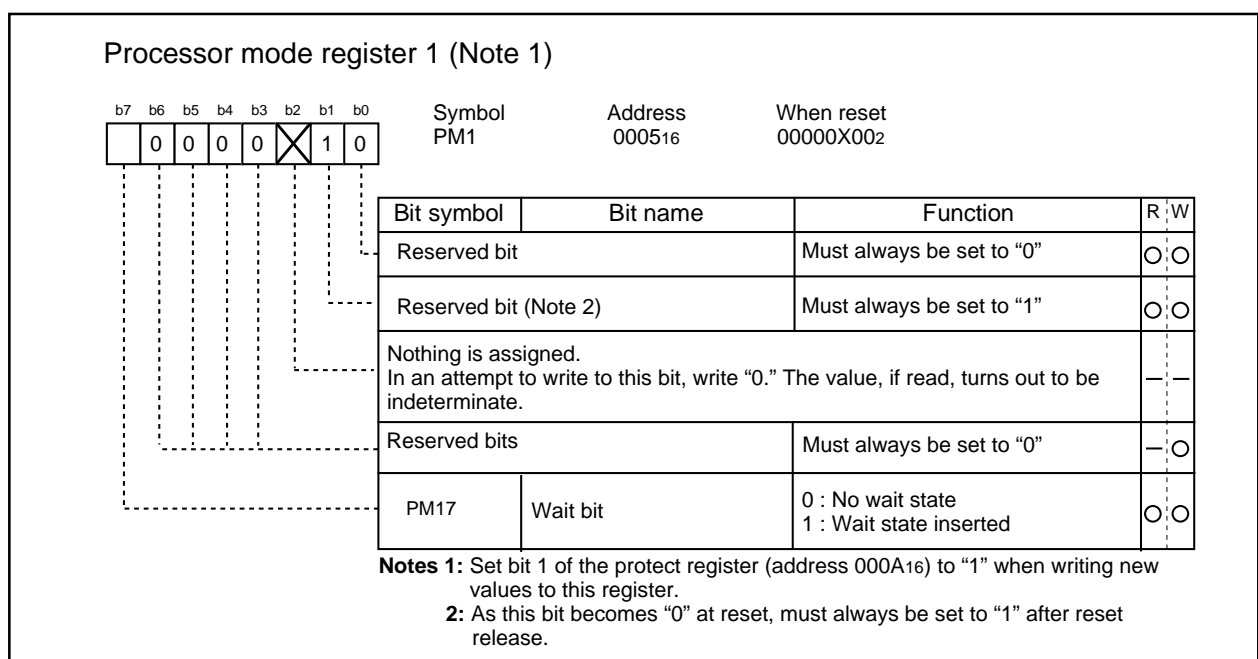 Processor mode register 1 (Note 1)
b7 b6 b5 b4 b3 b2 b1 b0
0 0 0 0 1 0
Symbol Address When reset
PM1 000516 00000X002
Bit symbol Bit name Function R W
Reserved bit Must always be set to “0”
Reserved bit (Note 2) Must always be set to “1”
Nothing is assigned.
In an attempt to write to this bit, write “0.” The value, if read, turns out to be
indeterminate.
Reserved bits Must always be set to “0”
PM17 Wait bit 0 : No wait state
1 : Wait state inserted
Notes 1: Set bit 1 of the protect register (address 000A16) to “1” when writing new
values to this register.
2: As this bit becomes “0” at reset, must always be set to “1” after reset
release.